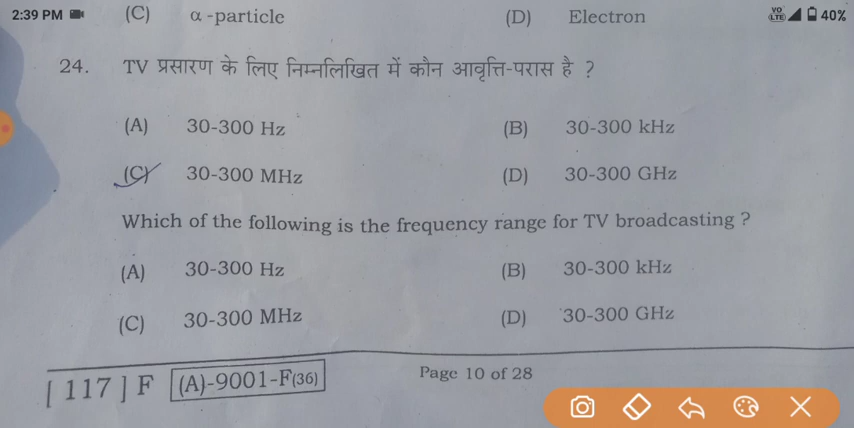 2:39 PM VO LTE 40%
(C) α -particle (D) Electron
24. TV प्रसारण के लिए निम्नलिखित में कौन आवृत्ति-परास है ?
(A) 30-300 Hz (B) 30-300 kHz
(C) 30-300 MHz (D) 30-300 GHz
Which of the following is the frequency range for TV broadcasting ?
(A) 30-300 Hz (B) 30-300 kHz
(C) 30-300 MHz (D) 30-300 GHz
[ 117 ] F (A)-9001-F(36) Page 10 of 28